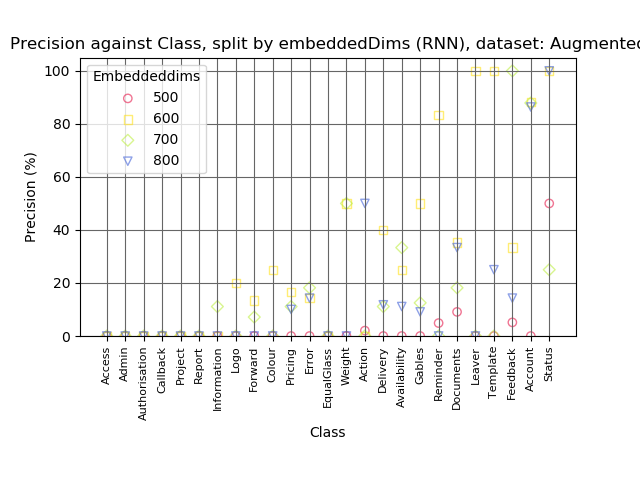 Precision against Class, split by embeddedDims (RNN), dataset: Augmented
Embeddeddims
500
600
700
800
Precision (%)
100
80
60
40
20
0
Access
Admin
Authorisation
Callback
Project
Report
Information
Logo
Forward
Colour
Pricing
Error
EqualGlass
Weight
Action
Delivery
Availability
Gables
Reminder
Documents
Leaver
Template
Feedback
Account
Status
Class